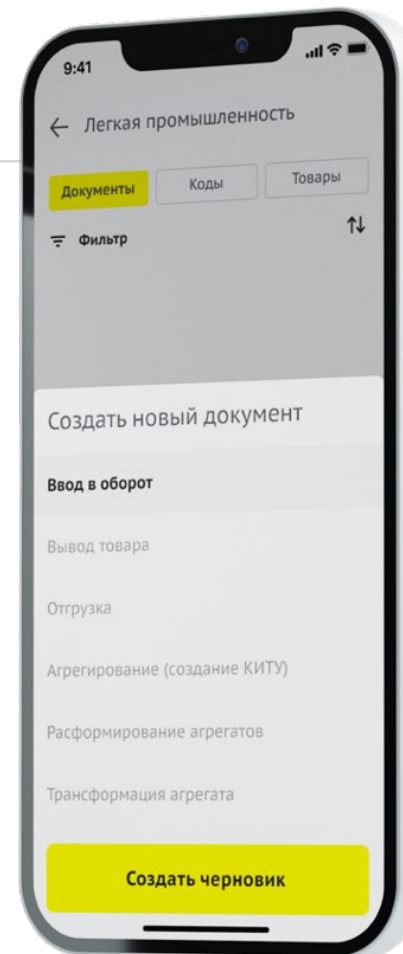 9:41
← Легкая промышленность
Документы Коды Товары
Фильтр
Создать новый документ
Ввод в оборот
Вывод товара
Отгрузка
Агрегирование (создание КИТУ)
Расформирование агрегатов
Трансформация агрегата
Создать черновик